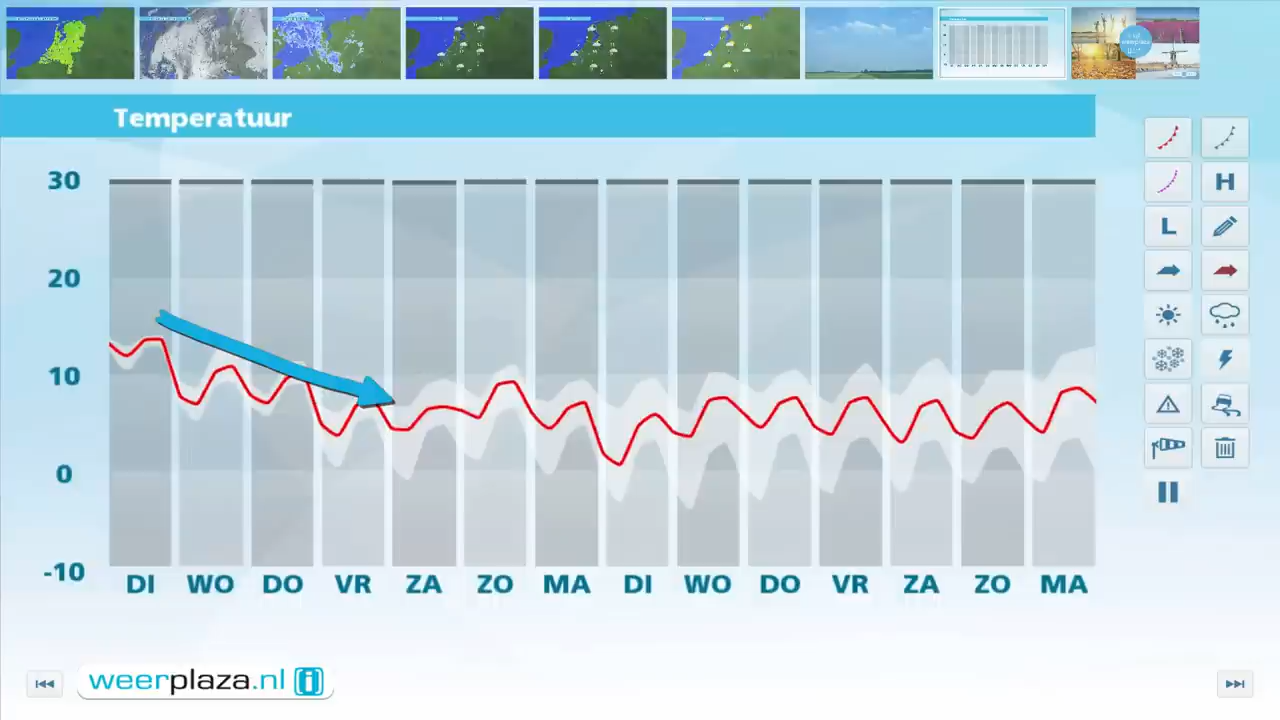 Temperatuur
H
L
30
20
10
0
-10
DI WO DO VR ZA ZO MA DI WO DO VR ZA ZO MA
weerplaza.nl